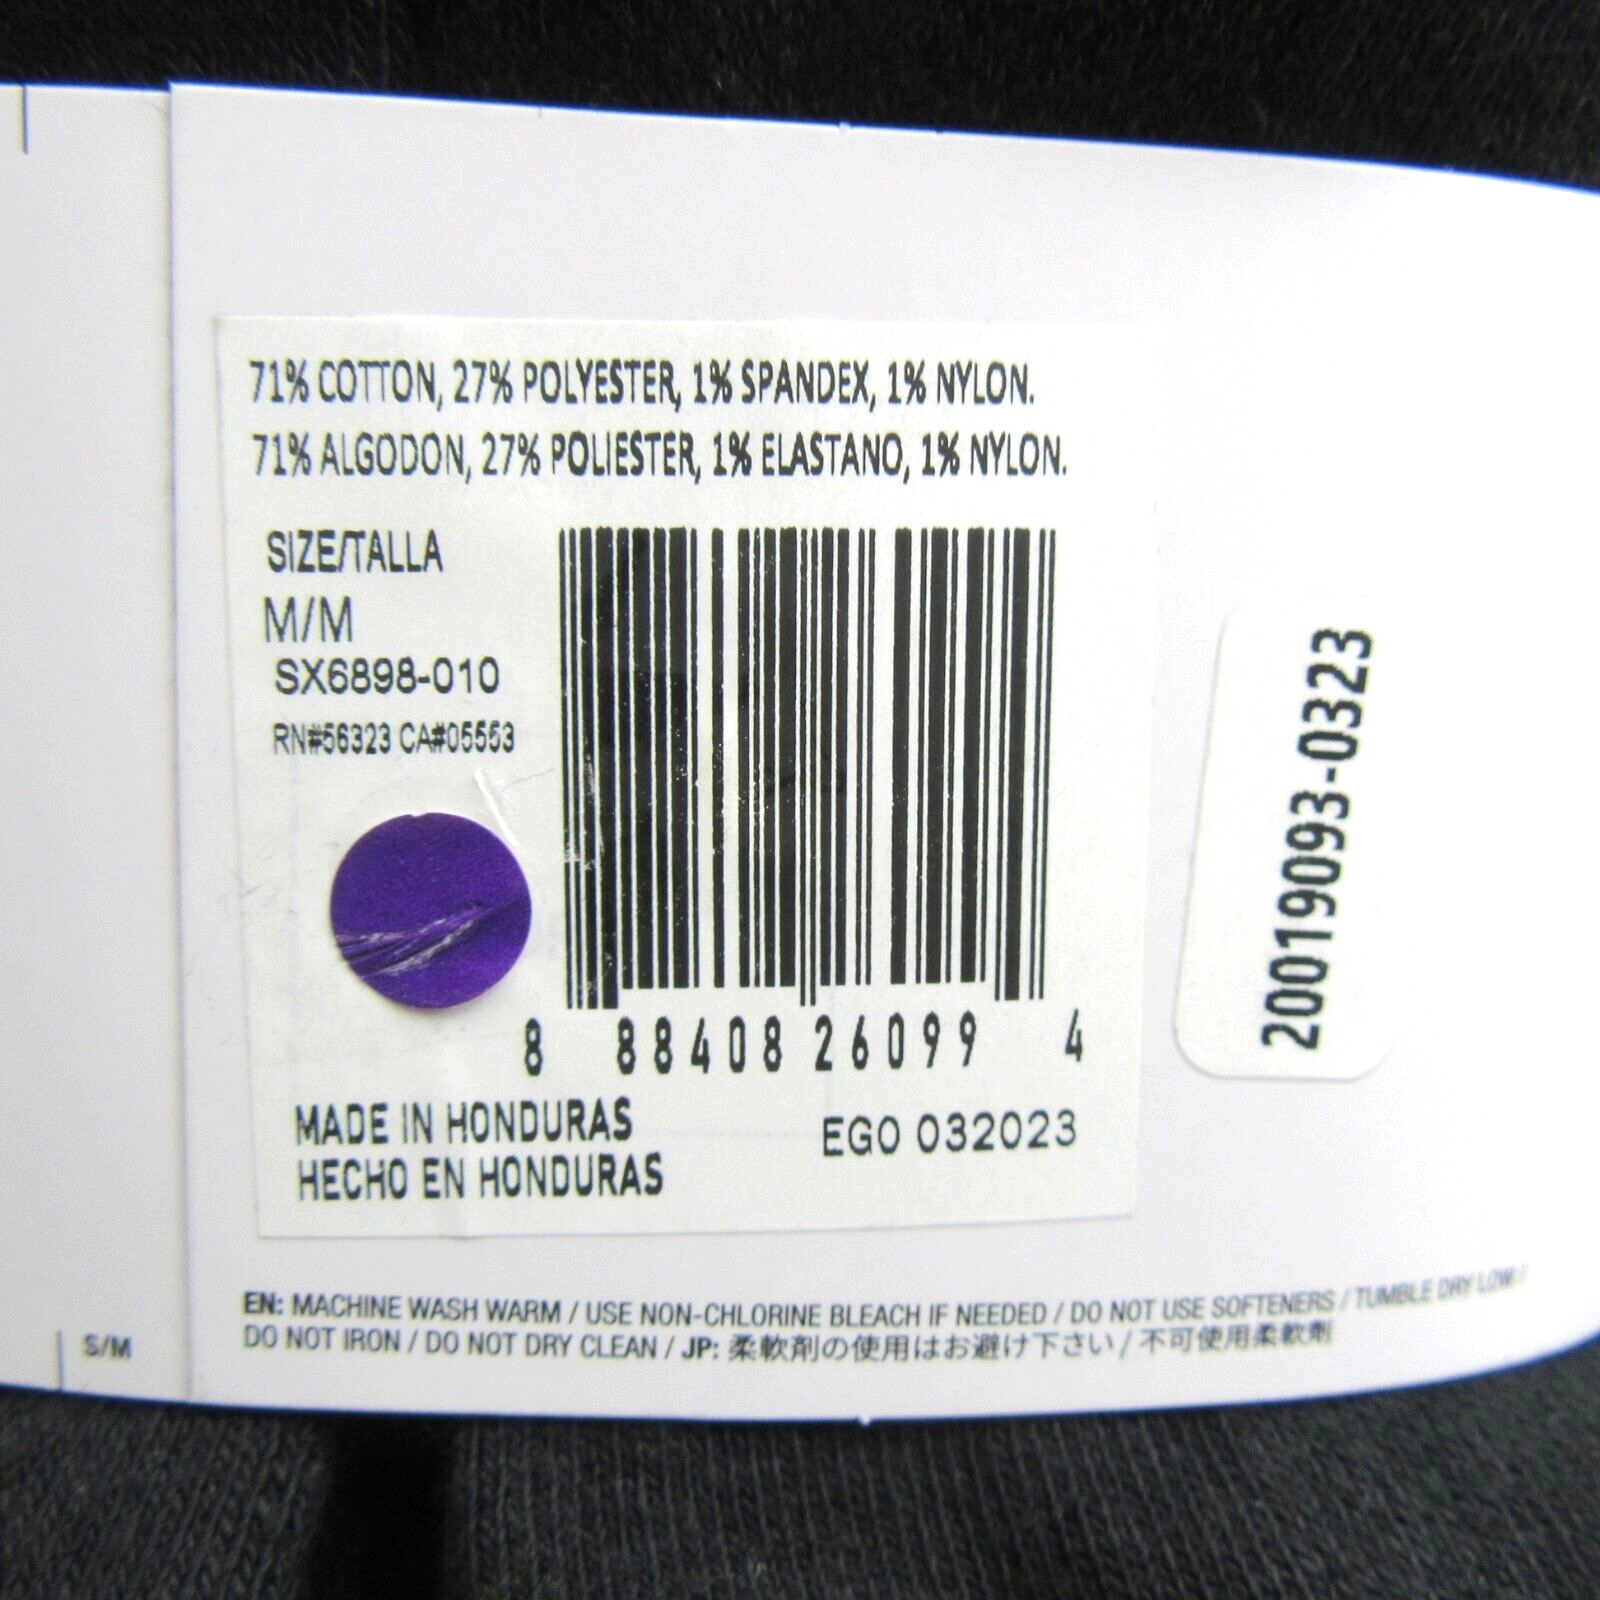 71% COTTON, 27% POLYESTER, 1% SPANDEX, 1% NYLON.
71% ALGODON, 27% POLIESTER, 1% ELASTANO, 1% NYLON.
SIZE/TALLA
M/M
SX6898-010
RN#56323 CA#05553
8 88408 26099 4
MADE IN HONDURAS
HECHO EN HONDURAS
EGO 032023
20019093-0323
EN: MACHINE WASH WARM / USE NON-CHLORINE BLEACH IF NEEDED / DO NOT USE SOFTENERS / TUMBLE DRY LOW /
DO NOT IRON / DO NOT DRY CLEAN / JP: 柔軟剤の使用はお避け下さい / 不可使用柔軟劑
S/M